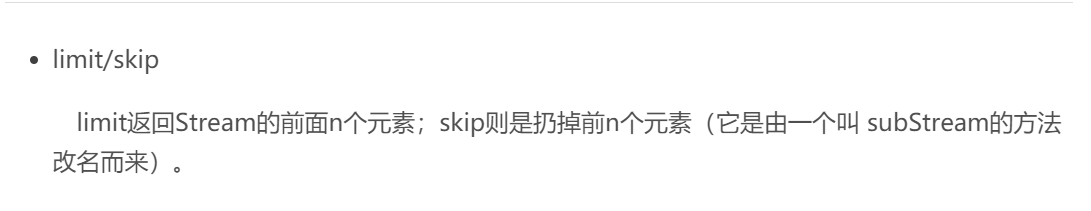 • limit/skip
limit返回Stream的前面n个元素；skip则是扔掉前n个元素（它是由一个叫 subStream的方法
改名而来）。